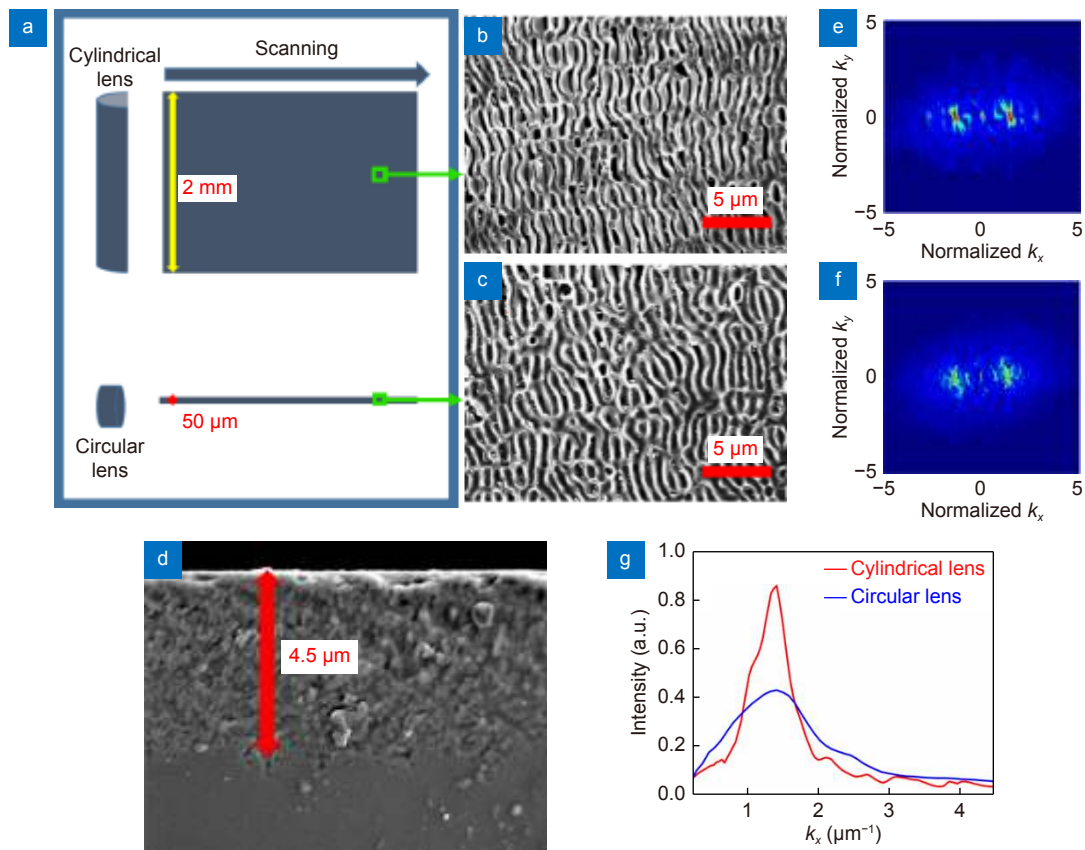 a
Cylindrical
lens
Scanning
2 mm
50 µm
Circular
lens
b
5 µm
c
5 µm
e
5
0
−5
Normalized ky
Normalized kx
0
5
f
5
0
−5
Normalized ky
−5
0
5
Normalized kx
d
4.5 µm
g
1.0
0.8
0.6
0.4
0.2
0.0
Intensity (a.u.)
Cylindrical lens
Circular lens
1
2
3
4
kx (µm⁻¹)